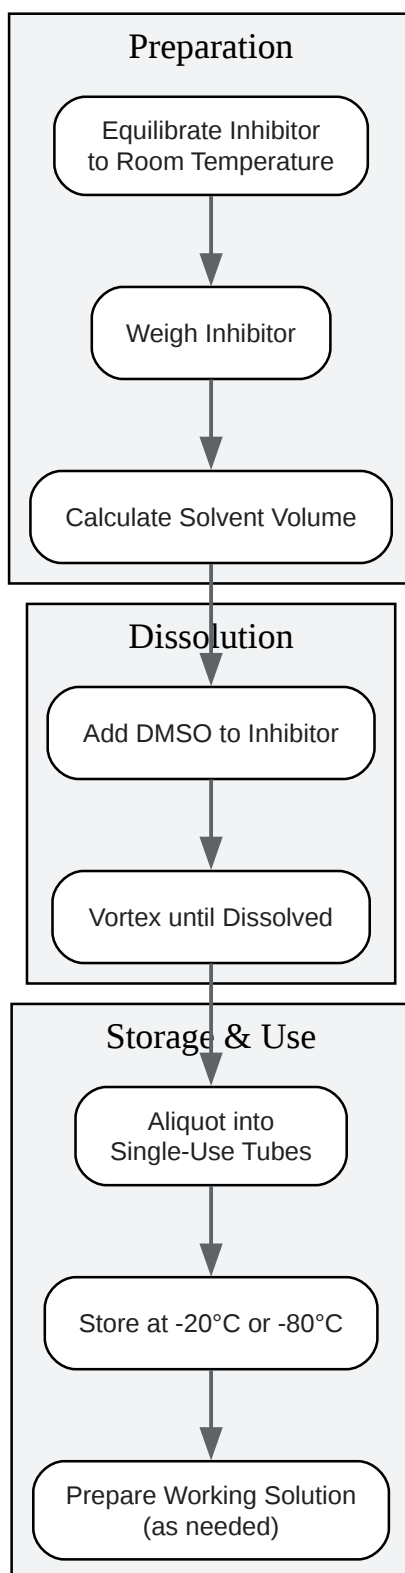 Preparation
Equilibrate Inhibitor
to Room Temperature
Weigh Inhibitor
Calculate Solvent Volume
Dissolution
Add DMSO to Inhibitor
Vortex until Dissolved
Storage & Use
Aliquot into
Single-Use Tubes
Store at -20°C or -80°C
Prepare Working Solution
(as needed)